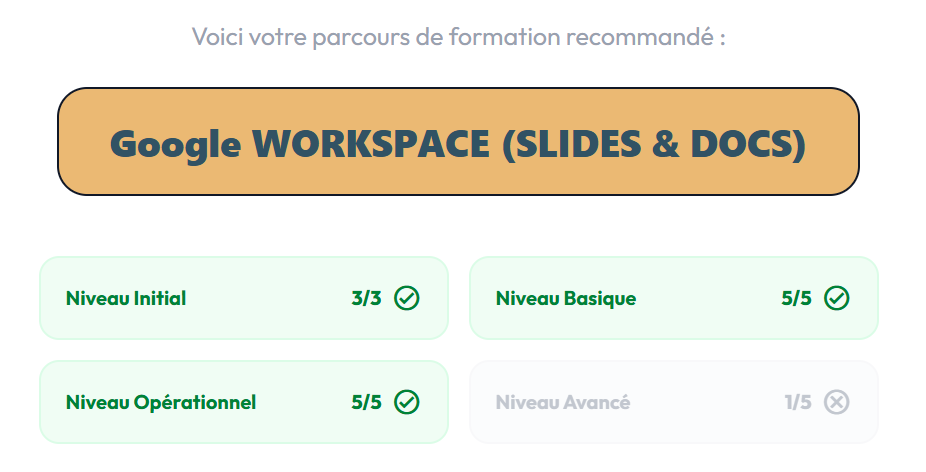 Voici votre parcours de formation recommandé :
Google WORKSPACE (SLIDES & DOCS)
Niveau Initial 3/3
Niveau Basique 5/5
Niveau Opérationnel 5/5
Niveau Avancé 1/5